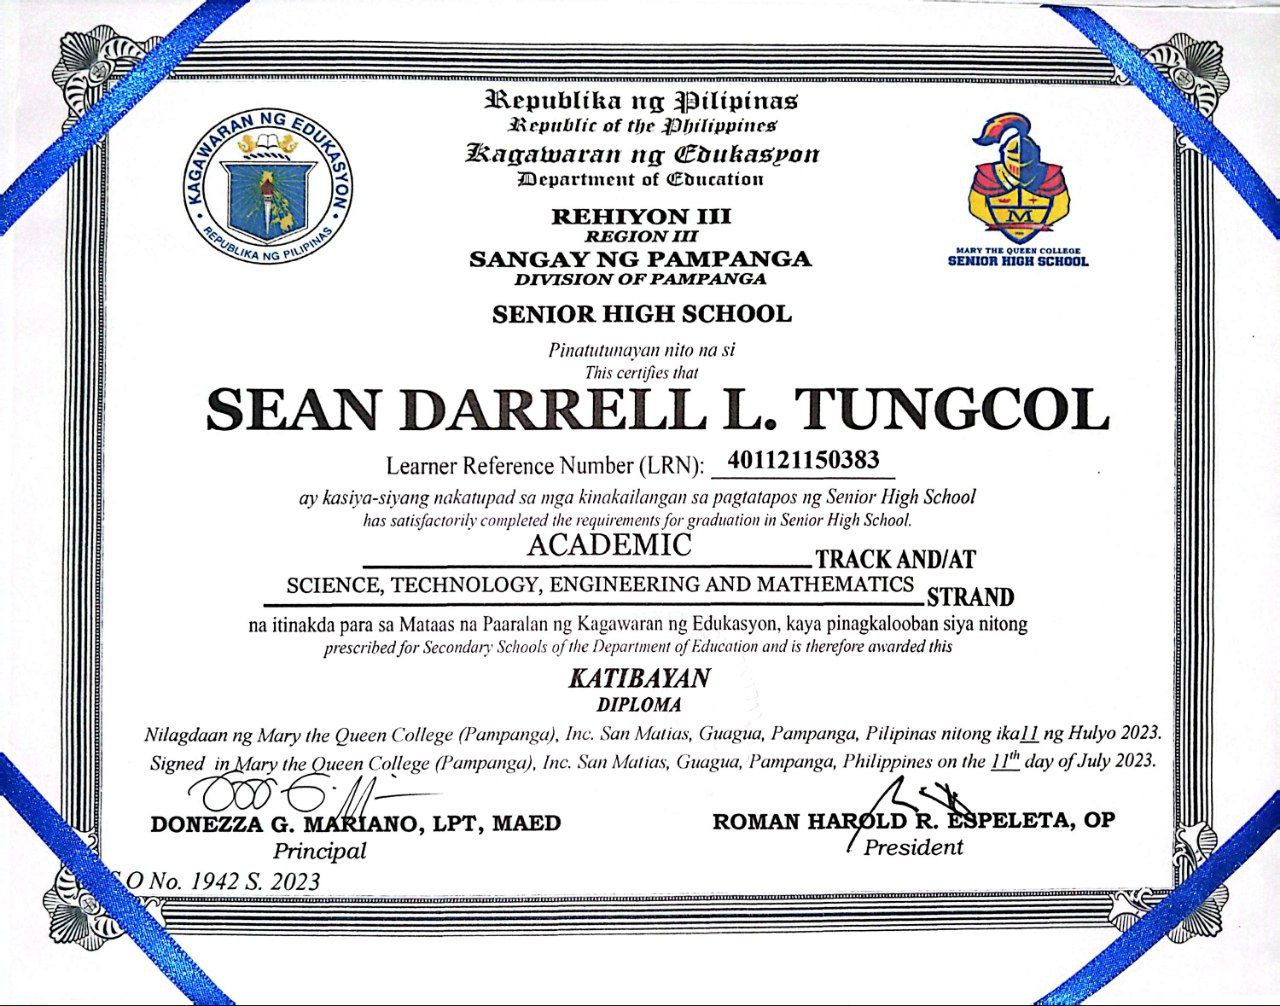 Republika ng Pilipinas
Republic of the Philippines
Kagawaran ng Edukasyon
Department of Education
KAGAWARAN NG EDUKASYON
REPUBLIKA NG PILIPINAS
M
MARY THE QUEEN COLLEGE
SENIOR HIGH SCHOOL
REHIYON III
REGION III
SANGAY NG PAMPANGA
DIVISION OF PAMPANGA
SENIOR HIGH SCHOOL
Pinatutunayan nito na si
This certifies that
SEAN DARRELL L. TUNGCOL
Learner Reference Number (LRN): 401121150383
ay kasiya-siyang nakatupad sa mga kinakailangan sa pagtatapos ng Senior High School
has satisfactorily completed the requirements for graduation in Senior High School.
ACADEMIC TRACK AND/AT
SCIENCE, TECHNOLOGY, ENGINEERING AND MATHEMATICS STRAND
na itinakda para sa Mataas na Paaralan ng Kagawaran ng Edukasyon, kaya pinagkalooban siya nitong
prescribed for Secondary Schools of the Department of Education and is therefore awarded this
KATIBAYAN
DIPLOMA
Nilagdaan ng Mary the Queen College (Pampanga), Inc. San Matias, Guagua, Pampanga, Pilipinas nitong ika11 ng Hulyo 2023.
Signed in Mary the Queen College (Pampanga), Inc. San Matias, Guagua, Pampanga, Philippines on the 11th day of July 2023.
DONEZZA G. MARIANO, LPT, MAED
Principal
ROMAN HAROLD R. ESPELETA, OP
President
O No. 1942 S. 2023